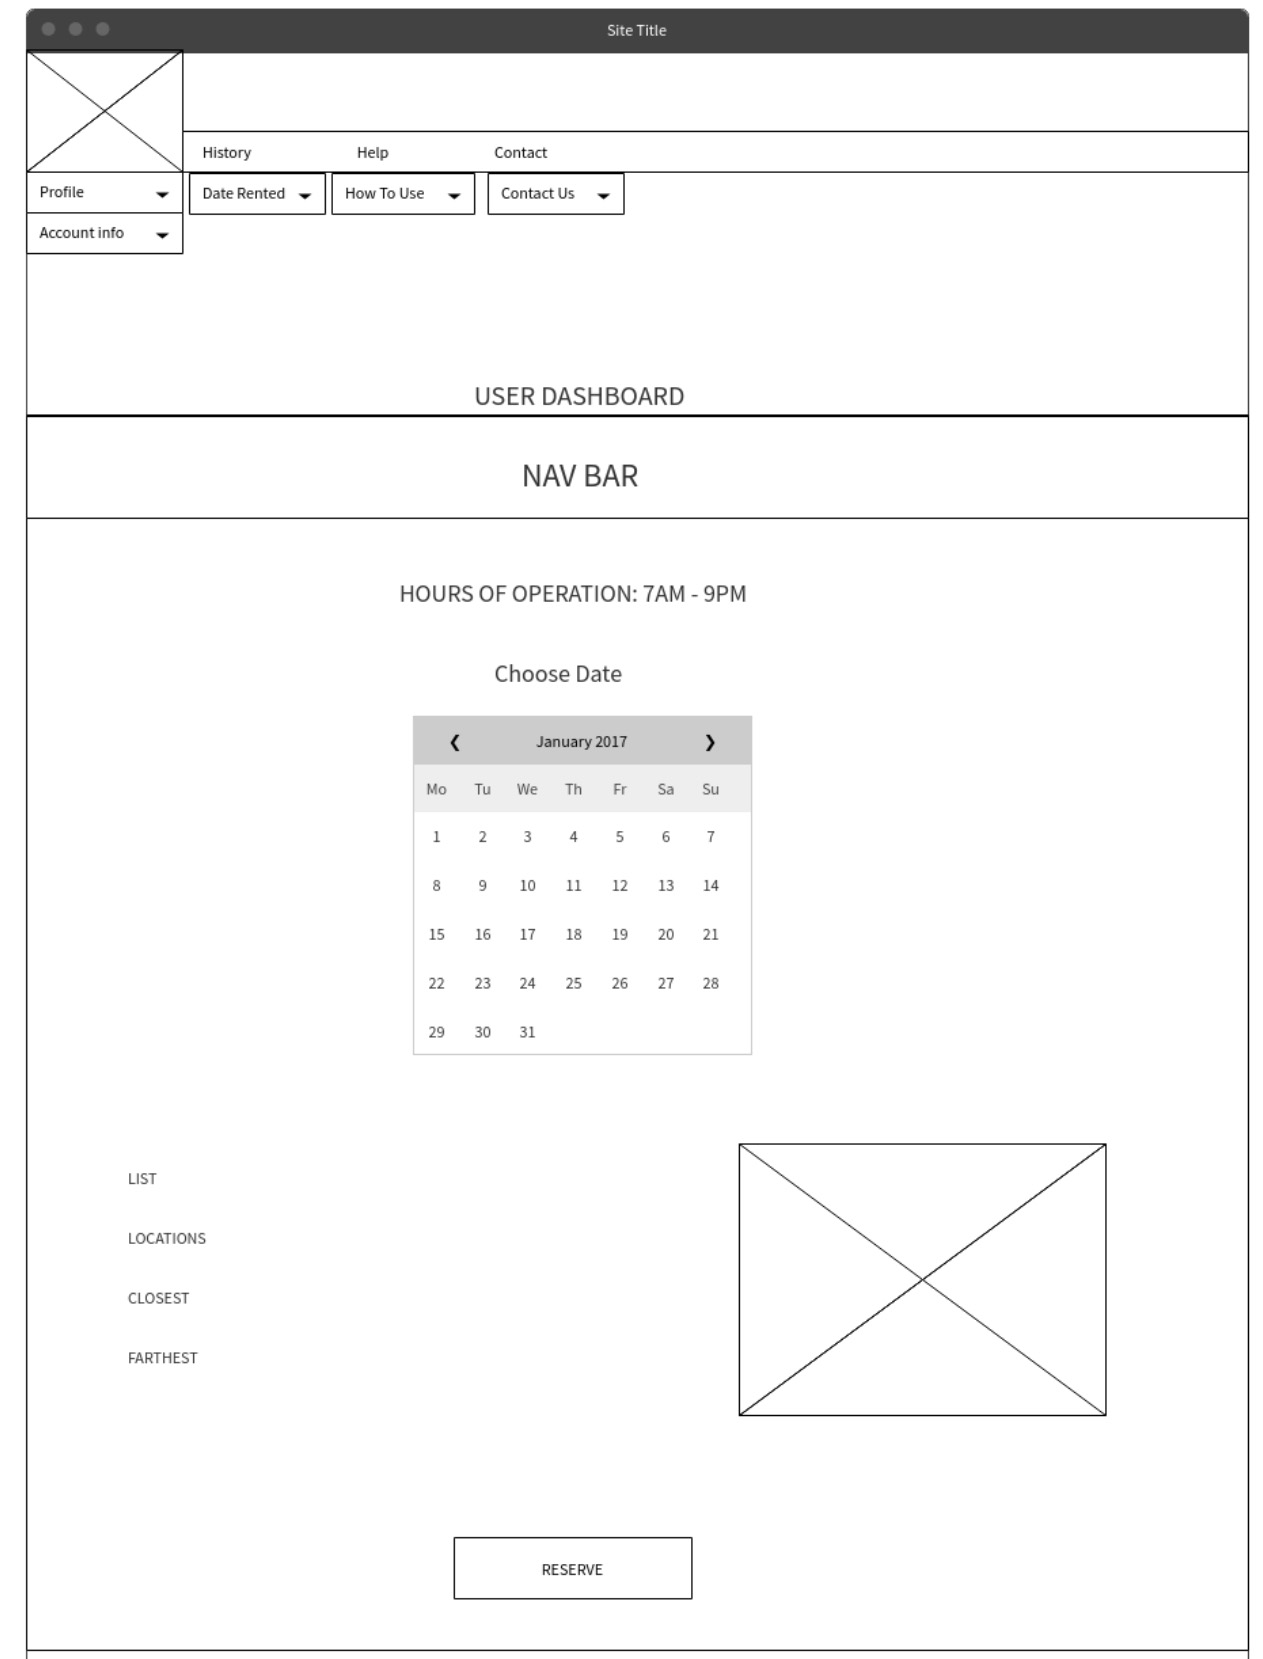 Site Title
History Help Contact
Profile Date Rented How To Use Contact Us
Account info
USER DASHBOARD
NAV BAR
HOURS OF OPERATION: 7AM - 9PM
Choose Date
❮ January 2017 ❯
Mo Tu We Th Fr Sa Su
1 2 3 4 5 6 7
8 9 10 11 12 13 14
15 16 17 18 19 20 21
22 23 24 25 26 27 28
29 30 31
LIST
LOCATIONS
CLOSEST
FARTHEST
RESERVE